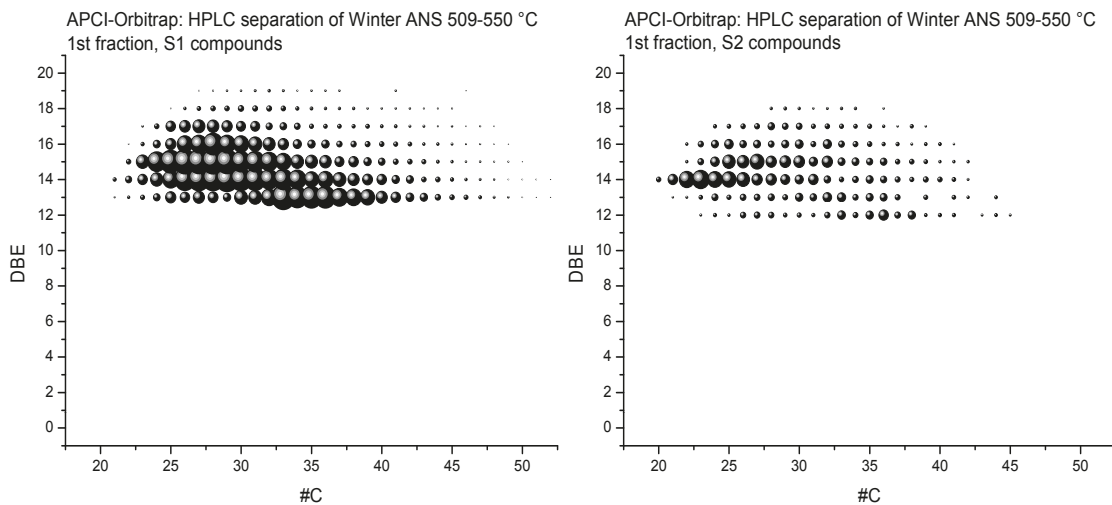 APCI-Orbitrap: HPLC separation of Winter ANS 509-550 °C
1st fraction, S1 compounds
20
18
16
14
12
10
8
6
4
2
0
DBE
20 25 30 35 40 45 50
#C
APCI-Orbitrap: HPLC separation of Winter ANS 509-550 °C
1st fraction, S2 compounds
20
18
16
14
12
10
8
6
4
2
0
DBE
20 25 30 35 40 45 50
#C